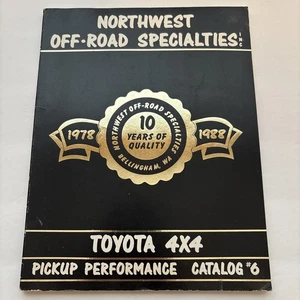 NORTHWEST
OFF-ROAD SPECIALTIES, INC
NORTHWEST OFF-ROAD SPECIALTIES
1978
10
YEARS OF
QUALITY
1988
BELLINGHAM, WA
TOYOTA 4X4
PICKUP PERFORMANCE CATALOG #6